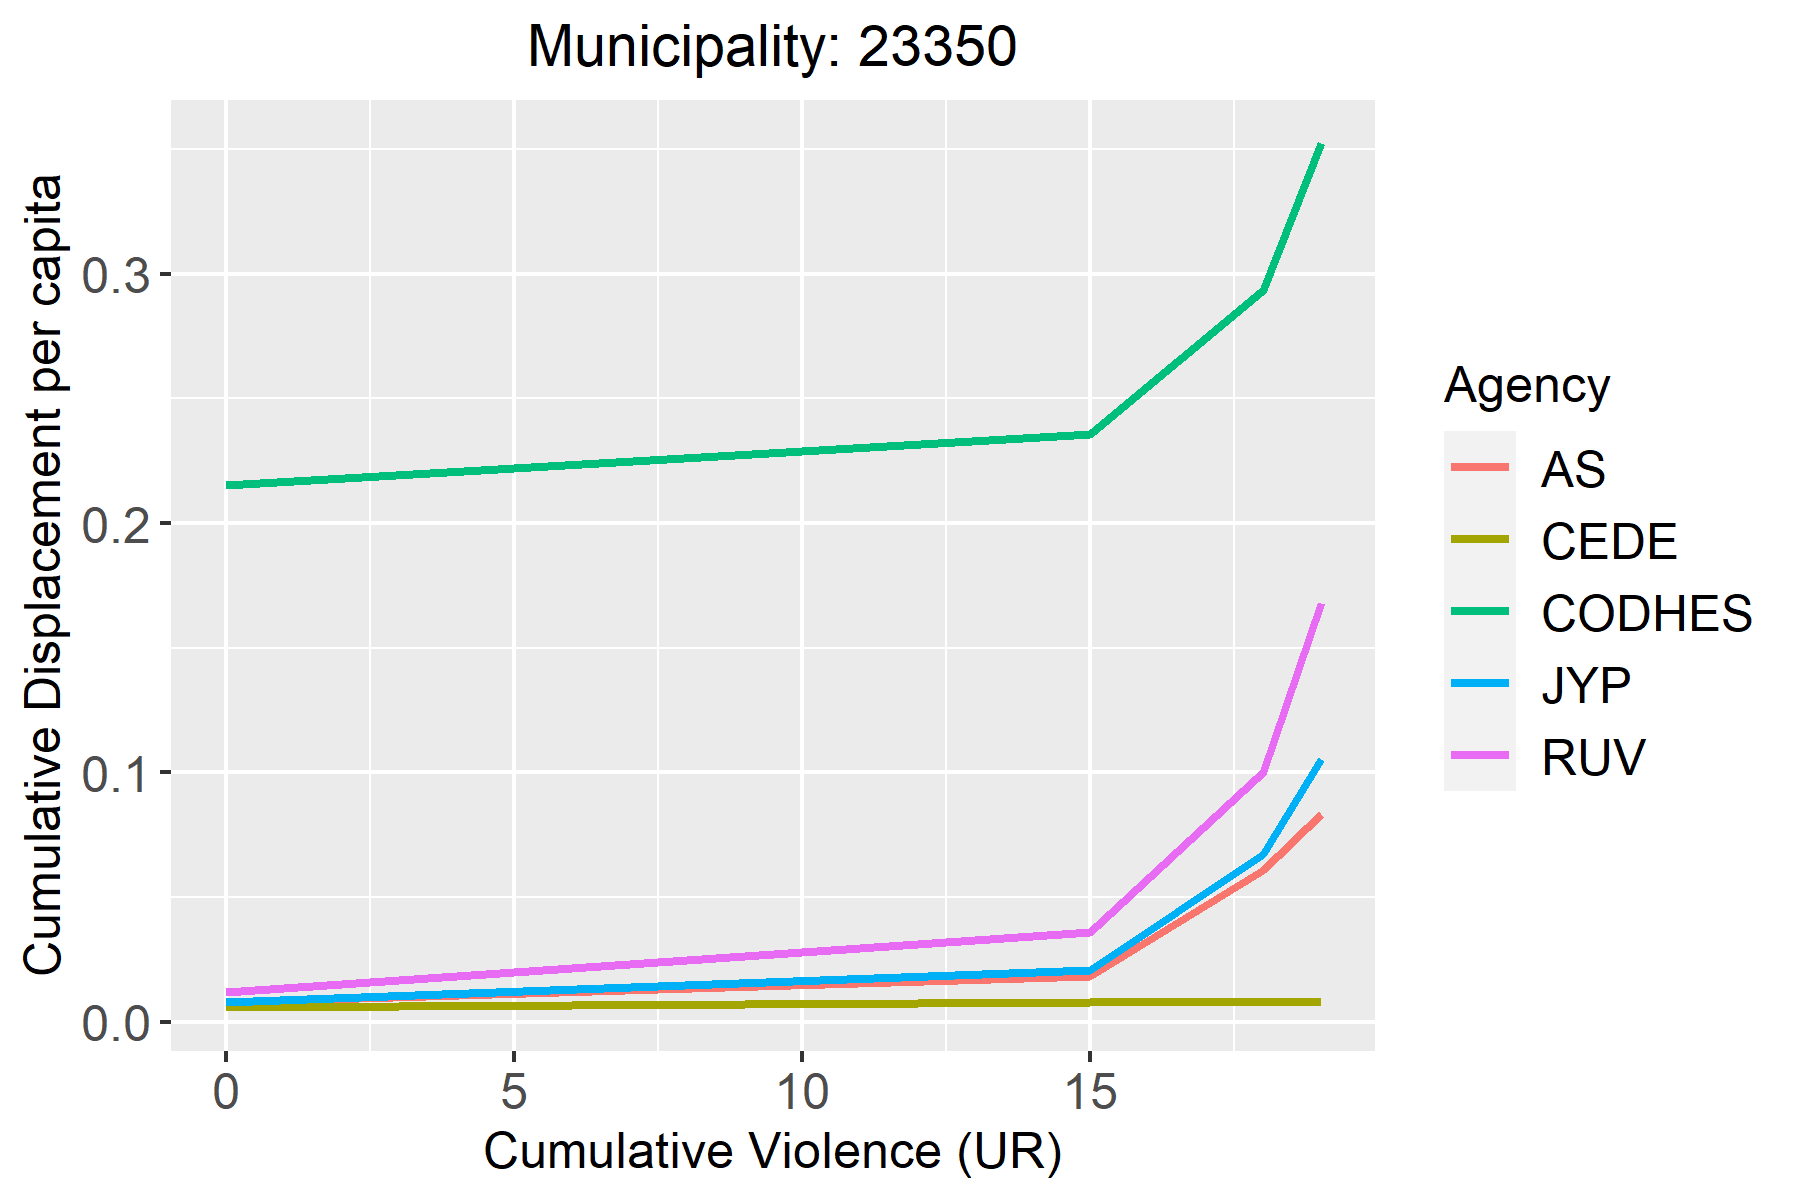 Municipality: 23350
Cumulative Displacement per capita
0.3
0.2
0.1
0.0
0
5
10
15
Cumulative Violence (UR)
Agency
AS
CEDE
CODHES
JYP
RUV